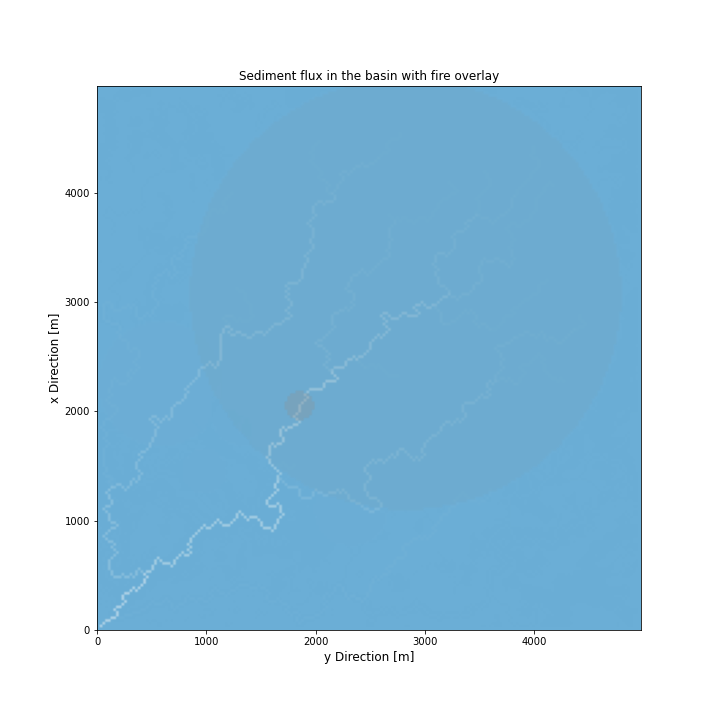 Sediment flux in the basin with fire overlay
4000
3000
2000
1000
0
x Direction [m]
0 1000 2000 3000 4000
y Direction [m]